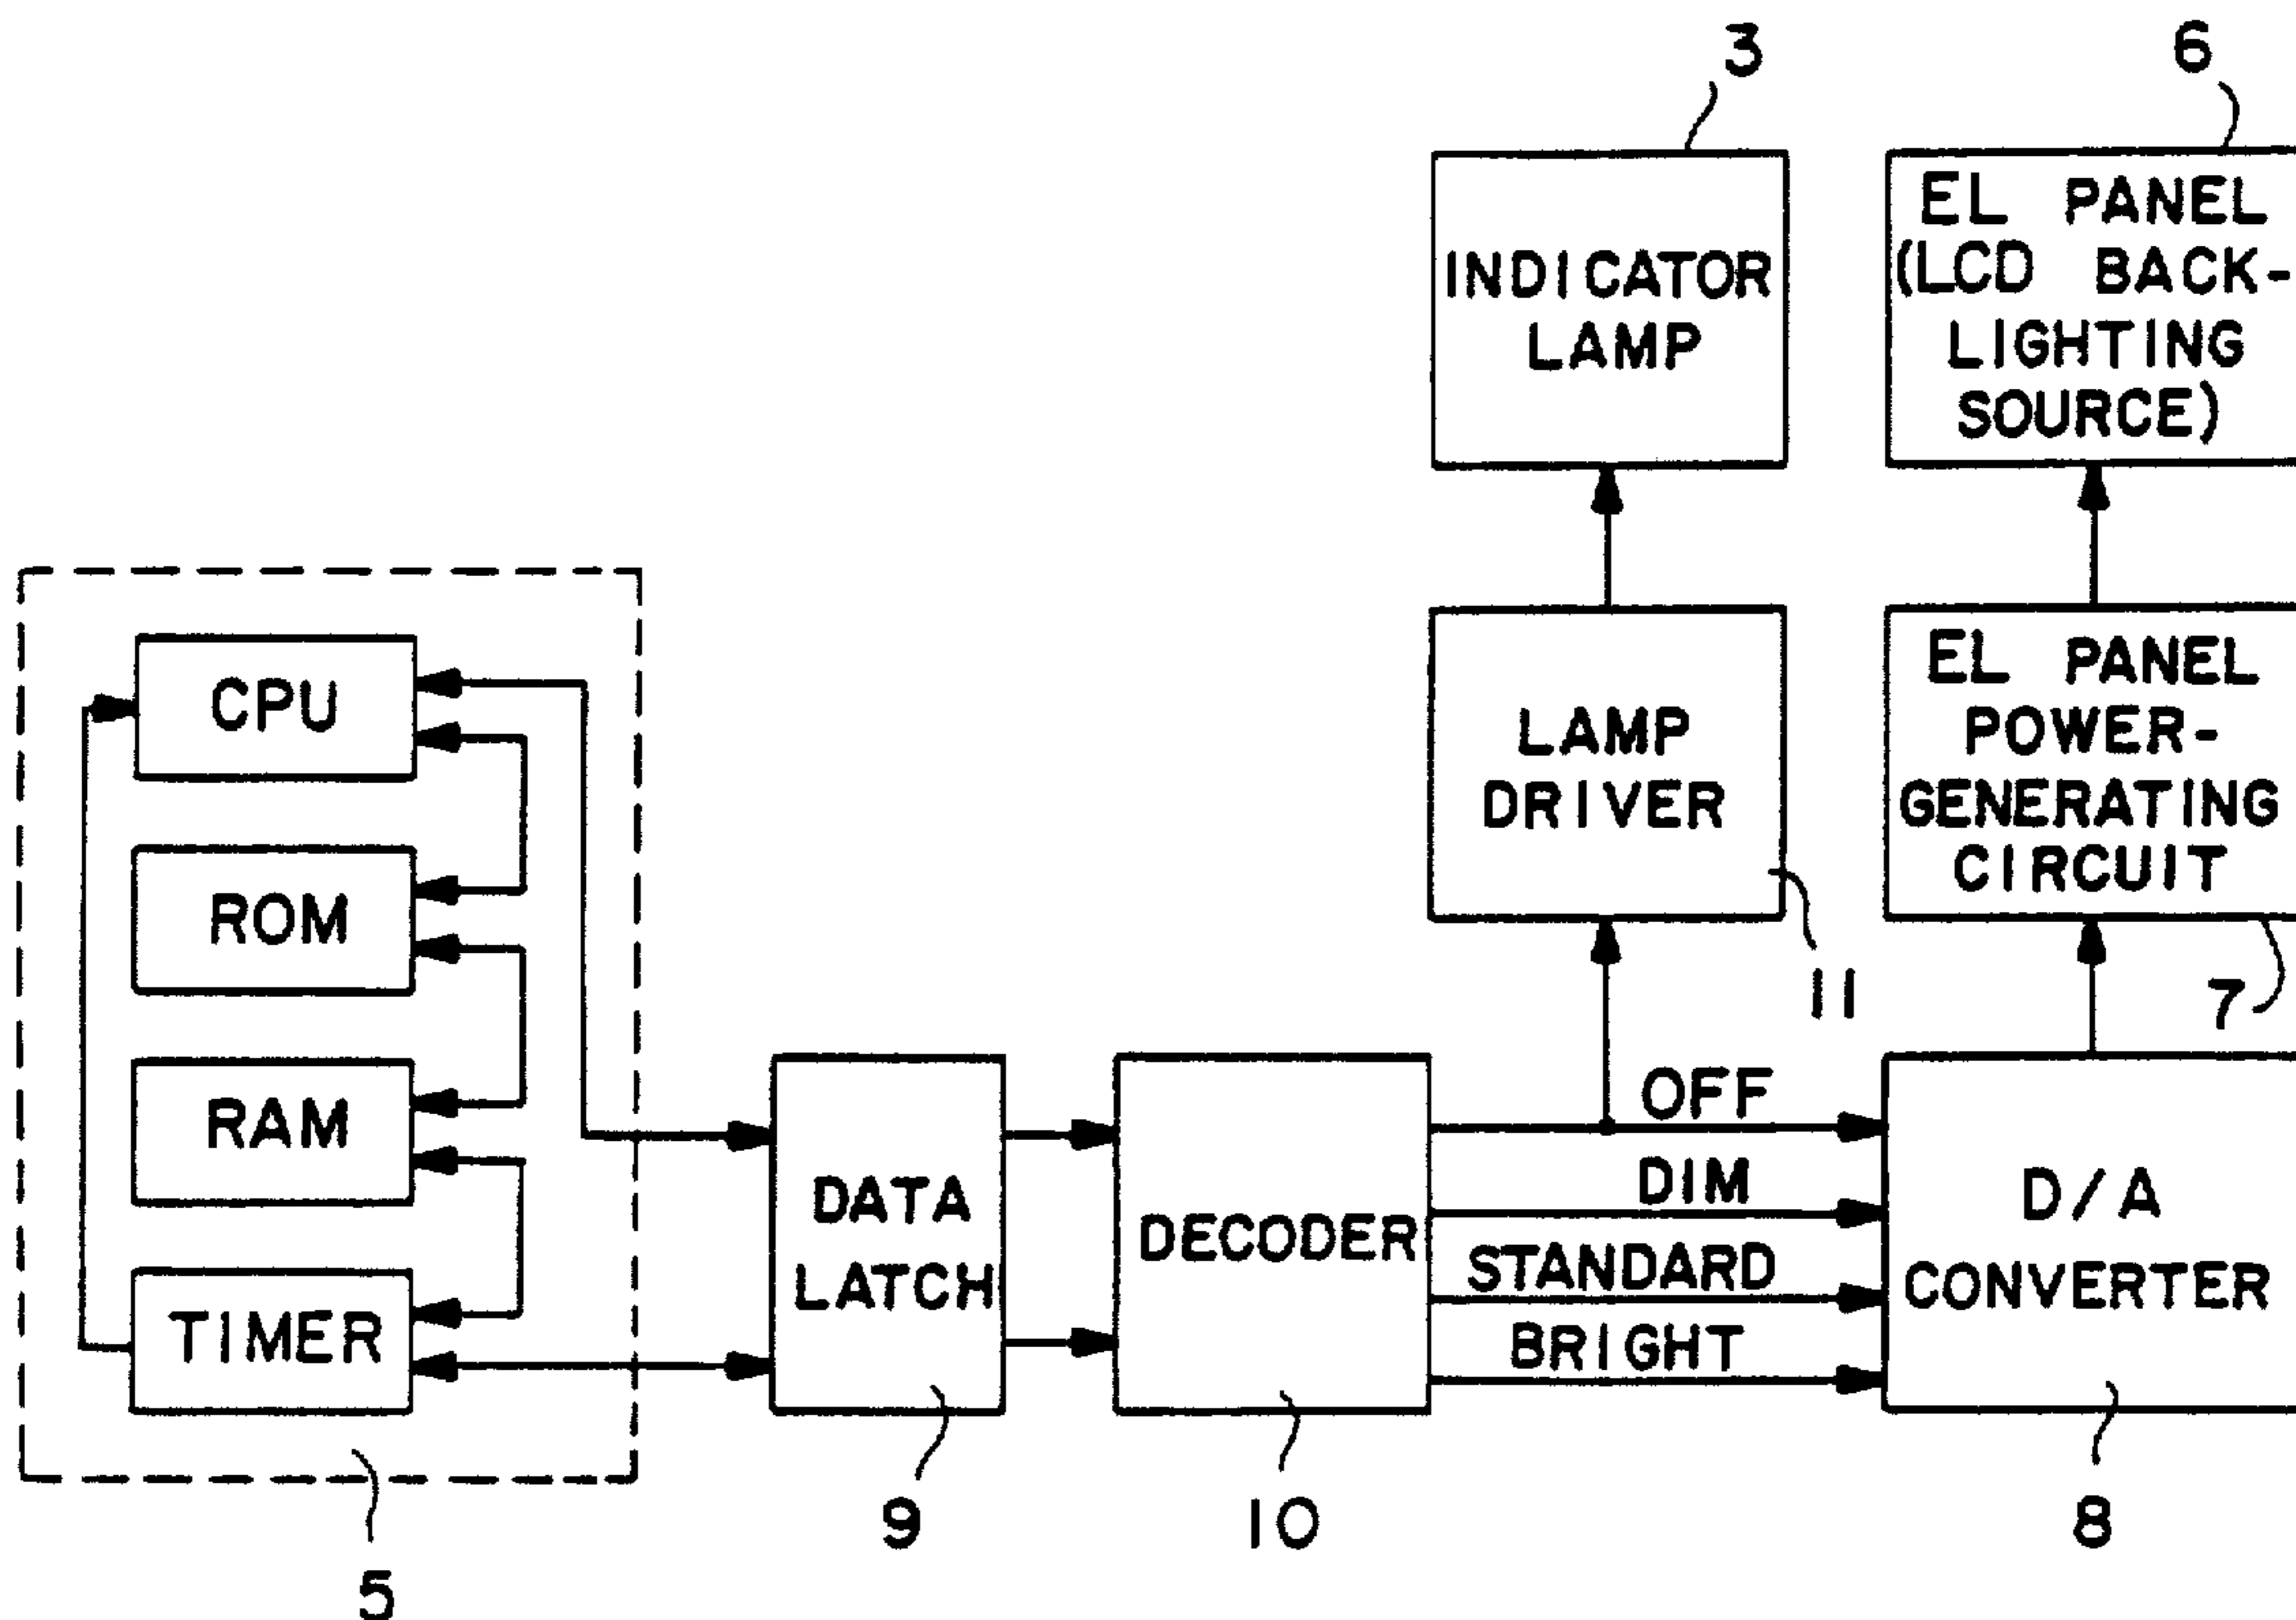 3
6
INDICATOR
LAMP
EL PANEL
(LCD BACK-
LIGHTING
SOURCE)
LAMP
DRIVER
11
EL PANEL
POWER-
GENERATING
CIRCUIT
7
CPU
ROM
RAM
TIMER
5
DATA
LATCH
9
DECODER
10
OFF
DIM
STANDARD
BRIGHT
D/A
CONVERTER
8